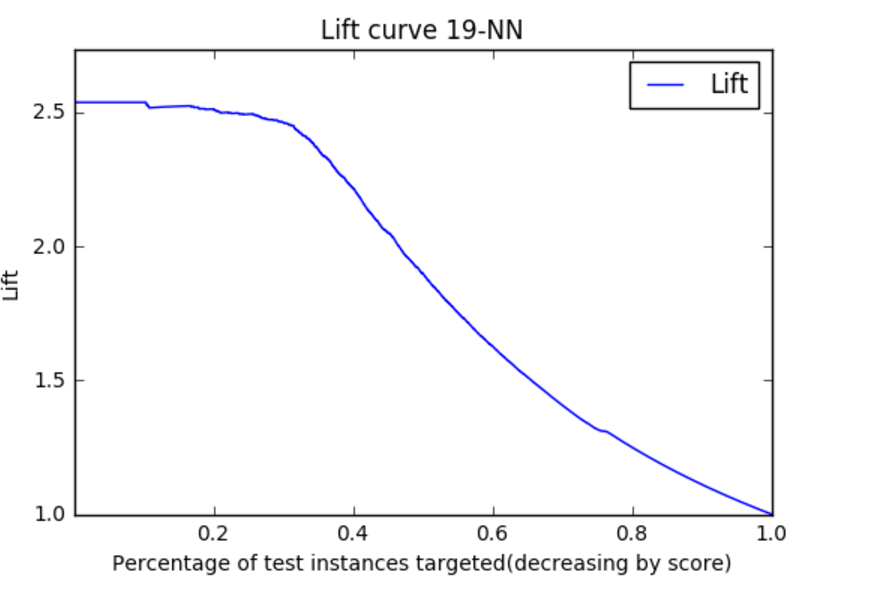 Lift curve 19-NN
Lift
2.5
2.0
1.5
1.0
Lift
0.2 0.4 0.6 0.8 1.0
Percentage of test instances targeted(decreasing by score)